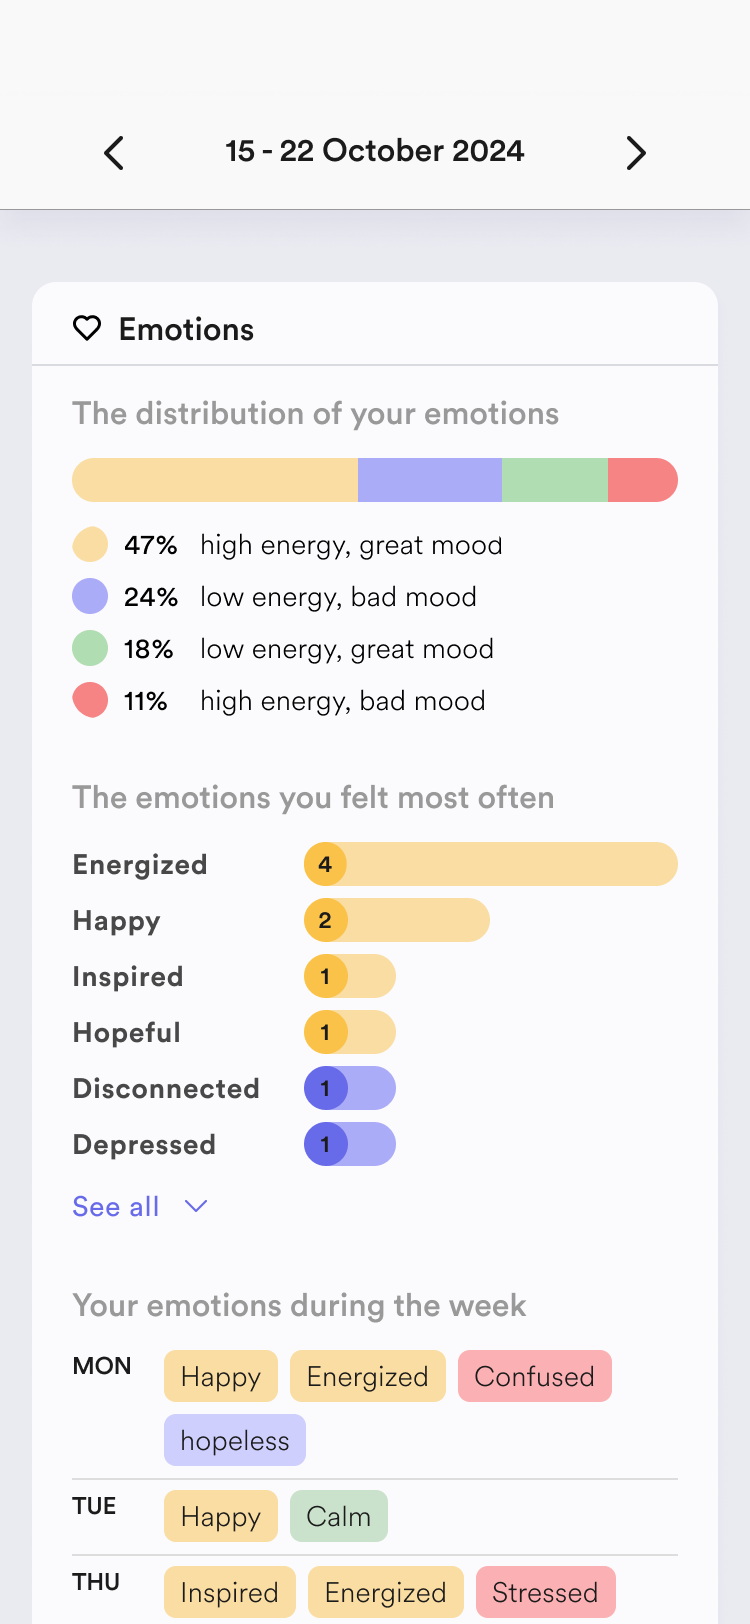 15 - 22 October 2024
Emotions
The distribution of your emotions
47% high energy, great mood
24% low energy, bad mood
18% low energy, great mood
11% high energy, bad mood
The emotions you felt most often
Energized 4
Happy 2
Inspired 1
Hopeful 1
Disconnected 1
Depressed 1
See all
Your emotions during the week
MON Happy Energized Confused
hopeless
TUE Happy Calm
THU Inspired Energized Stressed